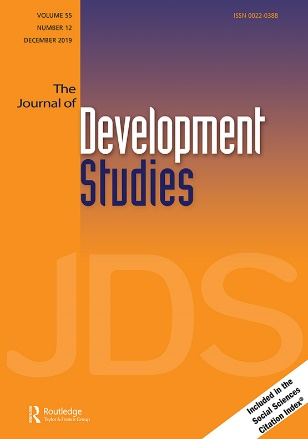 VOLUME 55
NUMBER 12
DECEMBER 2019
ISSN 0022-0388
The
Journal of
Development
Studies
JDS
Included in the
Social Sciences
Citation Index®
Routledge
Taylor & Francis Group